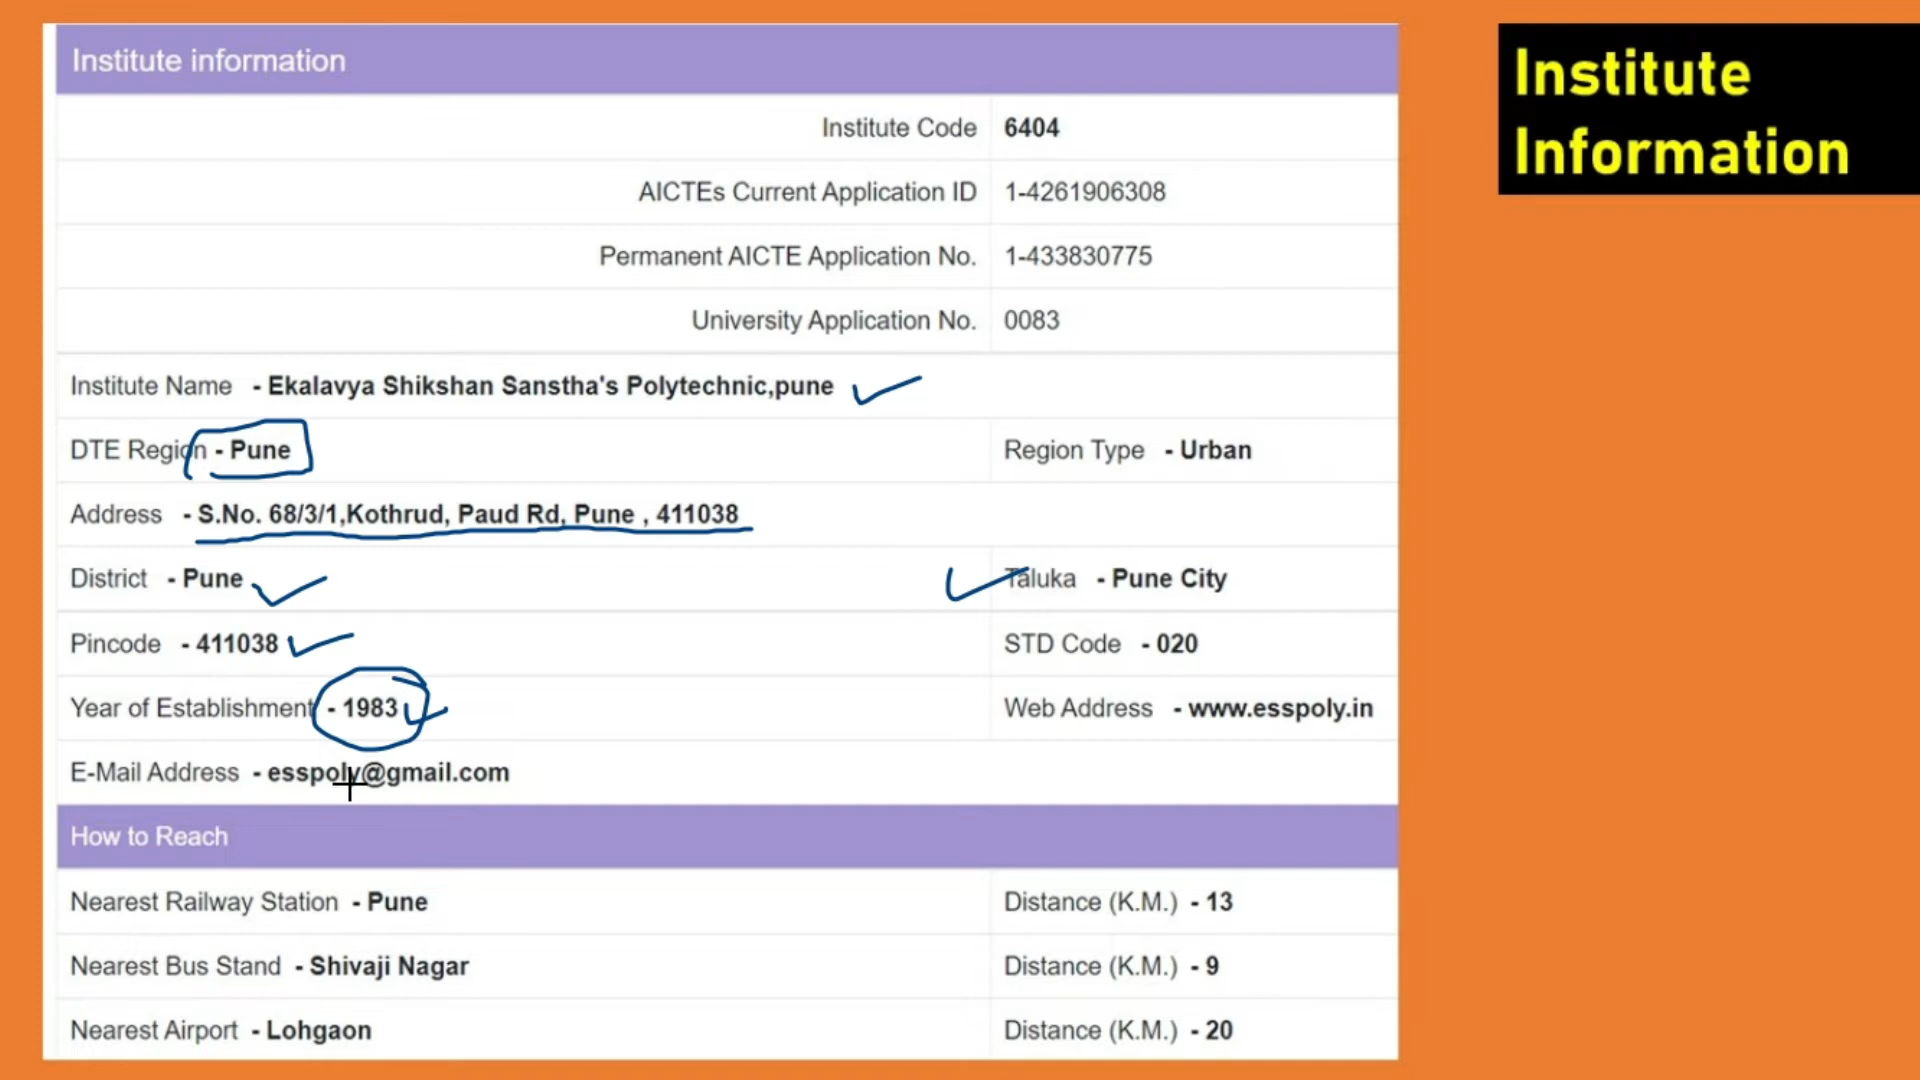 Institute information
Institute Code 6404
AICTEs Current Application ID 1-4261906308
Permanent AICTE Application No. 1-433830775
University Application No. 0083
Institute Name - Ekalavya Shikshan Sanstha's Polytechnic,pune
DTE Region - Pune Region Type - Urban
Address - S.No. 68/3/1,Kothrud, Paud Rd, Pune , 411038
District - Pune Taluka - Pune City
Pincode - 411038 STD Code - 020
Year of Establishment - 1983 Web Address - www.esspoly.in
E-Mail Address - esspoly@gmail.com
How to Reach
Nearest Railway Station - Pune Distance (K.M.) - 13
Nearest Bus Stand - Shivaji Nagar Distance (K.M.) - 9
Nearest Airport - Lohgaon Distance (K.M.) - 20
Institute
Information